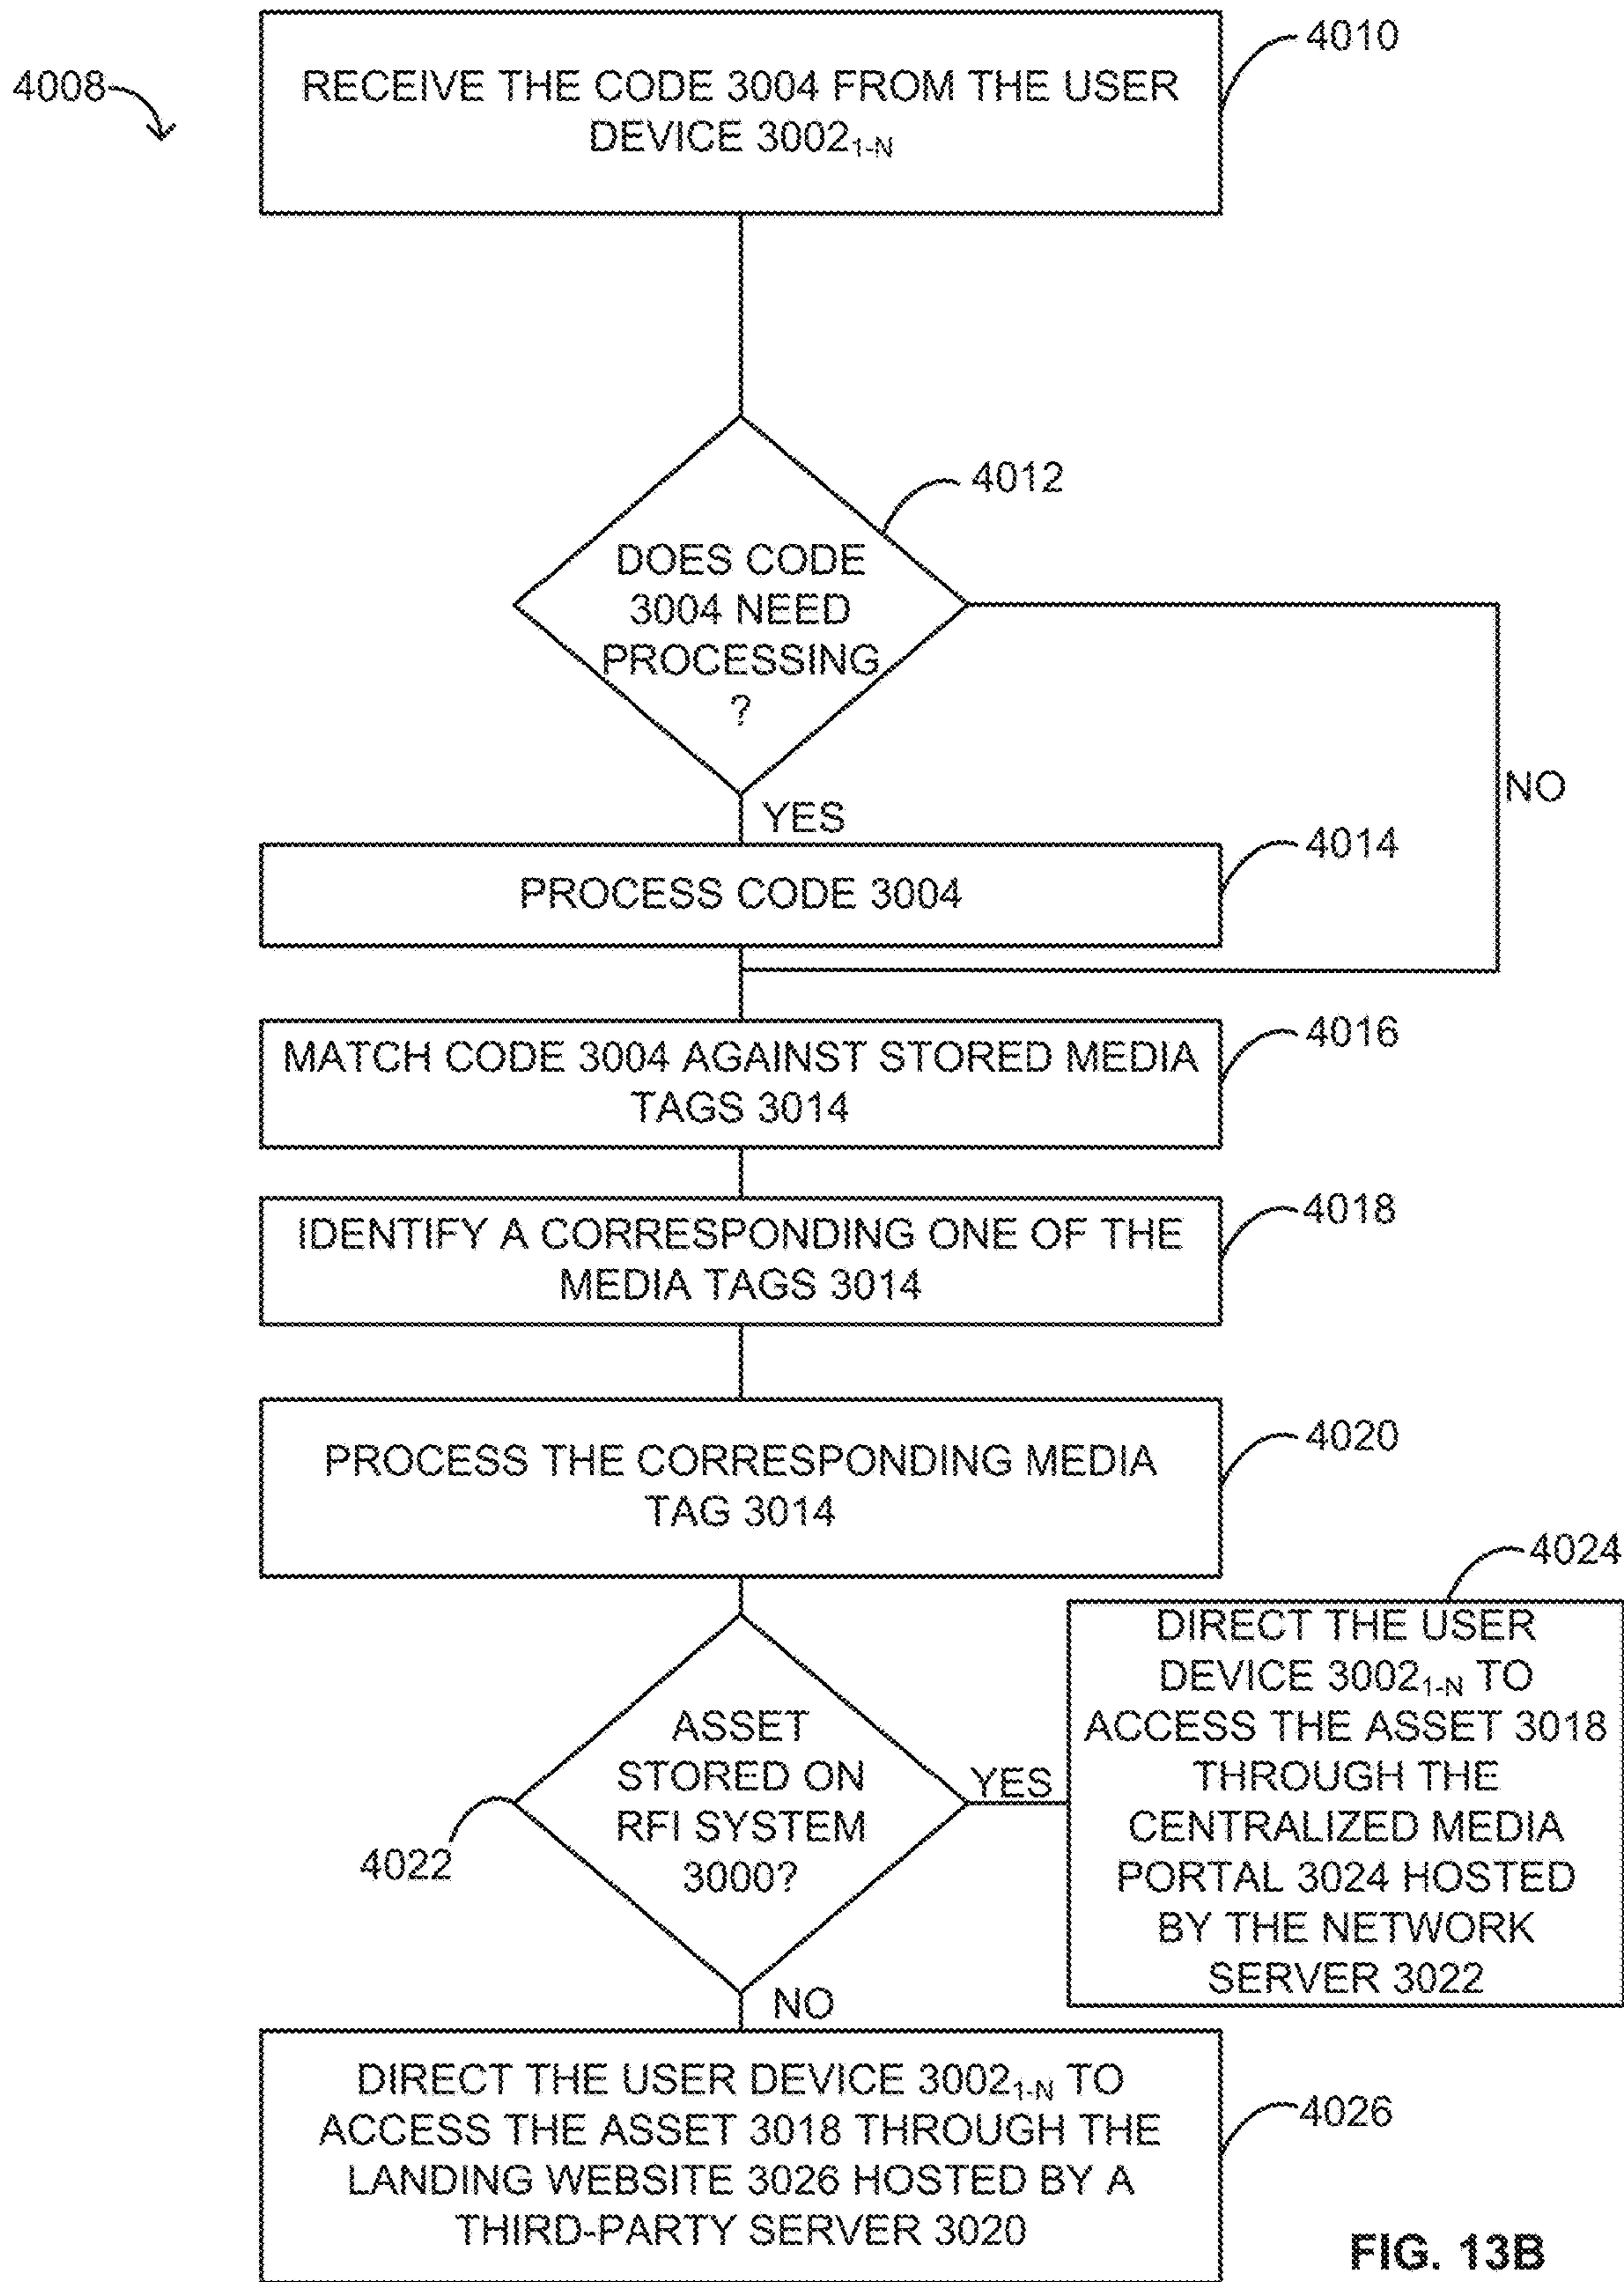 4008
4010
RECEIVE THE CODE 3004 FROM THE USER
DEVICE 3002₁₋ₙ
4012
DOES CODE
3004 NEED
PROCESSING
?
NO
YES
4014
PROCESS CODE 3004
4016
MATCH CODE 3004 AGAINST STORED MEDIA
TAGS 3014
4018
IDENTIFY A CORRESPONDING ONE OF THE
MEDIA TAGS 3014
4020
PROCESS THE CORRESPONDING MEDIA
TAG 3014
4022
ASSET
STORED ON
RFI SYSTEM
3000?
YES
4024
DIRECT THE USER
DEVICE 3002₁₋ₙ TO
ACCESS THE ASSET 3018
THROUGH THE
CENTRALIZED MEDIA
PORTAL 3024 HOSTED
BY THE NETWORK
SERVER 3022
NO
4026
DIRECT THE USER DEVICE 3002₁₋ₙ TO
ACCESS THE ASSET 3018 THROUGH THE
LANDING WEBSITE 3026 HOSTED BY A
THIRD-PARTY SERVER 3020
FIG. 13B